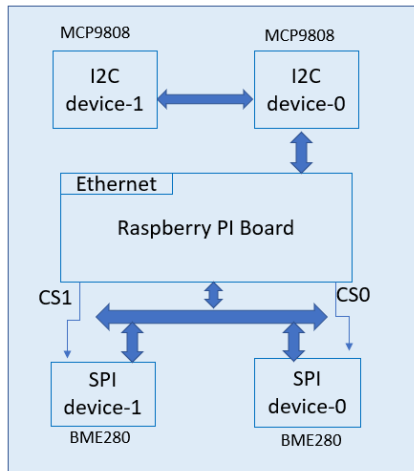 MCP9808
MCP9808
I2C
device-1
I2C
device-0
Ethernet
Raspberry PI Board
CS1
CS0
SPI
device-1
SPI
device-0
BME280
BME280